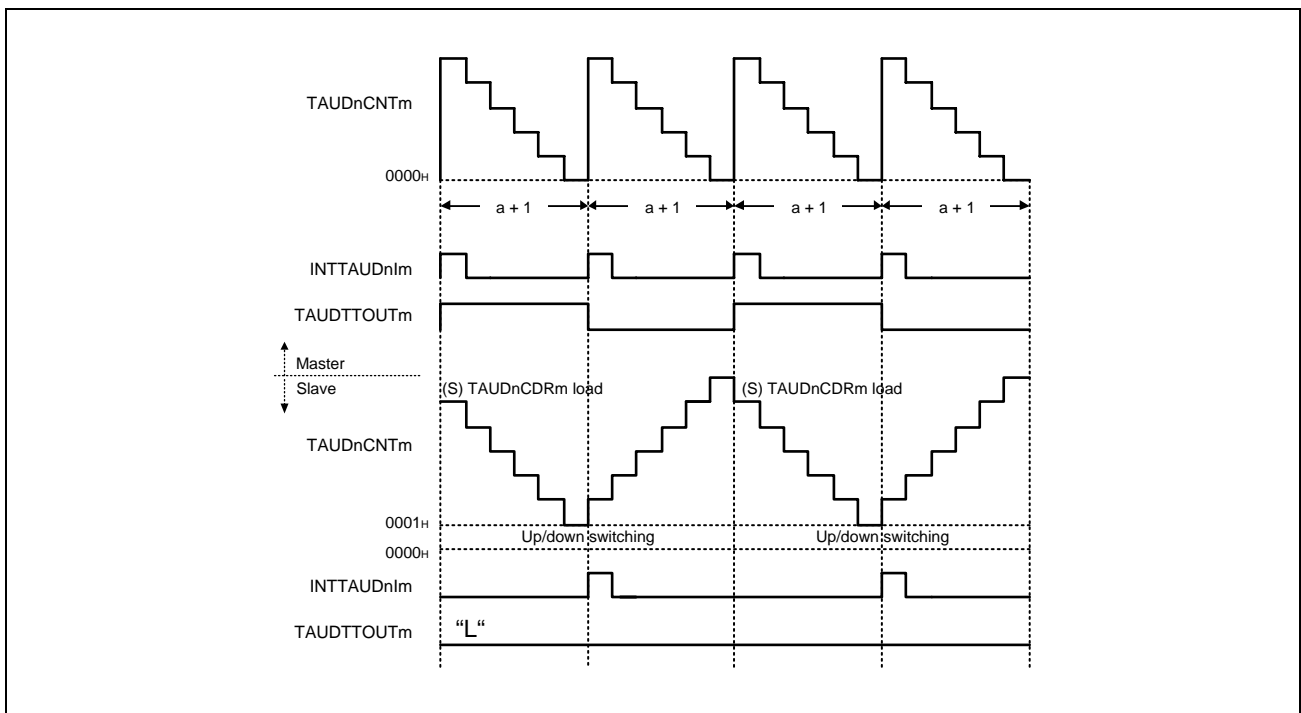 TAUDnCNTm
0000H
a + 1 a + 1 a + 1 a + 1
INTTAUDnIm
TAUDTTOUTm
Master
Slave
(S) TAUDnCDRm load (S) TAUDnCDRm load
TAUDnCNTm
0001H
Up/down switching Up/down switching
0000H
INTTAUDnIm
TAUDTTOUTm
“L“